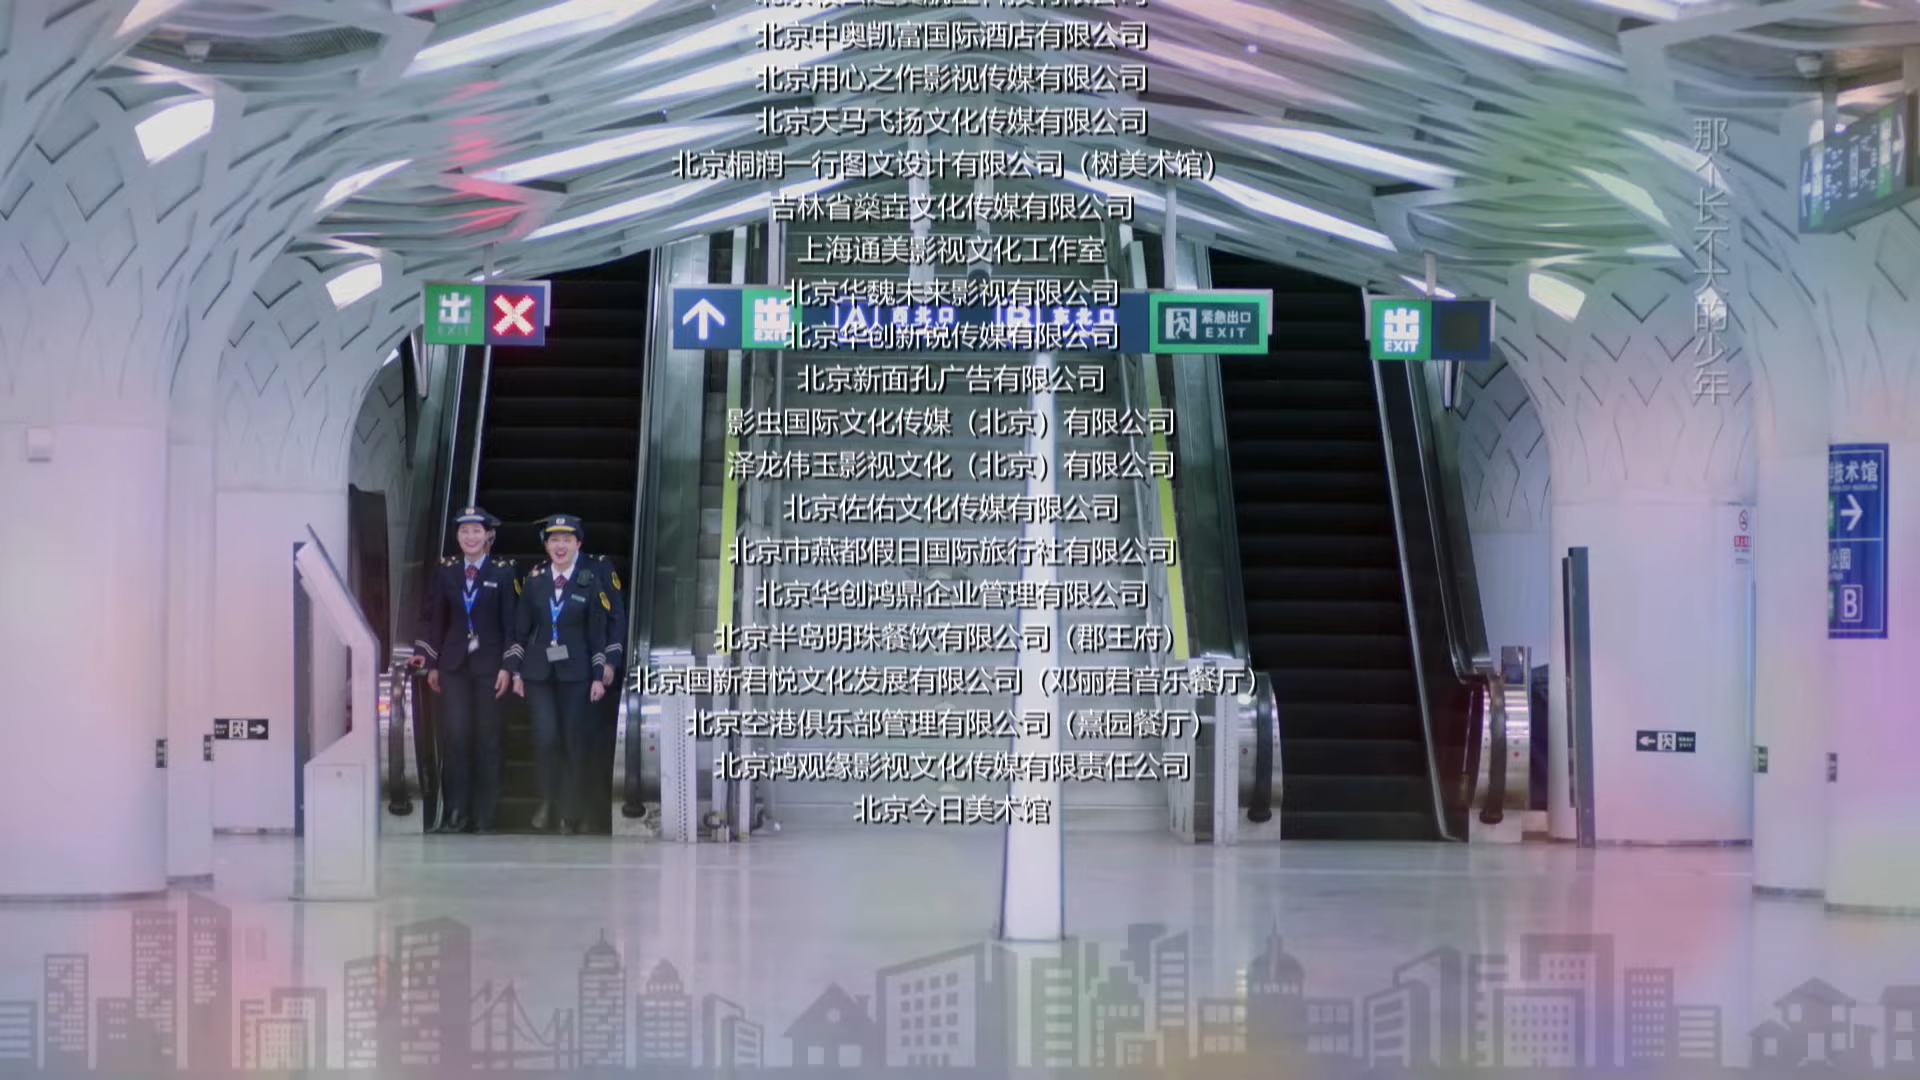 北京中奥凯富国际酒店有限公司
北京用心之作影视传媒有限公司
北京天马飞扬文化传媒有限公司
北京桐润一行图文设计有限公司（树美术馆）
吉林省燊垚文化传媒有限公司
上海通美影视文化工作室
北京华魏未来影视有限公司
北京华创新锐传媒有限公司
北京新面孔广告有限公司
影虫国际文化传媒（北京）有限公司
泽龙伟玉影视文化（北京）有限公司
北京佐佑文化传媒有限公司
北京市燕都假日国际旅行社有限公司
北京华创鸿鼎企业管理有限公司
北京半岛明珠餐饮有限公司（郡王府）
北京国新君悦文化发展有限公司（邓丽君音乐餐厅）
北京空港俱乐部管理有限公司（熹园餐厅）
北京鸿观缘影视文化传媒有限责任公司
北京今日美术馆
那个长不大的少年
出
EXIT
出
EXIT
A 西北口
B 东北口
紧急出口
EXIT
出
EXIT
技术馆
B